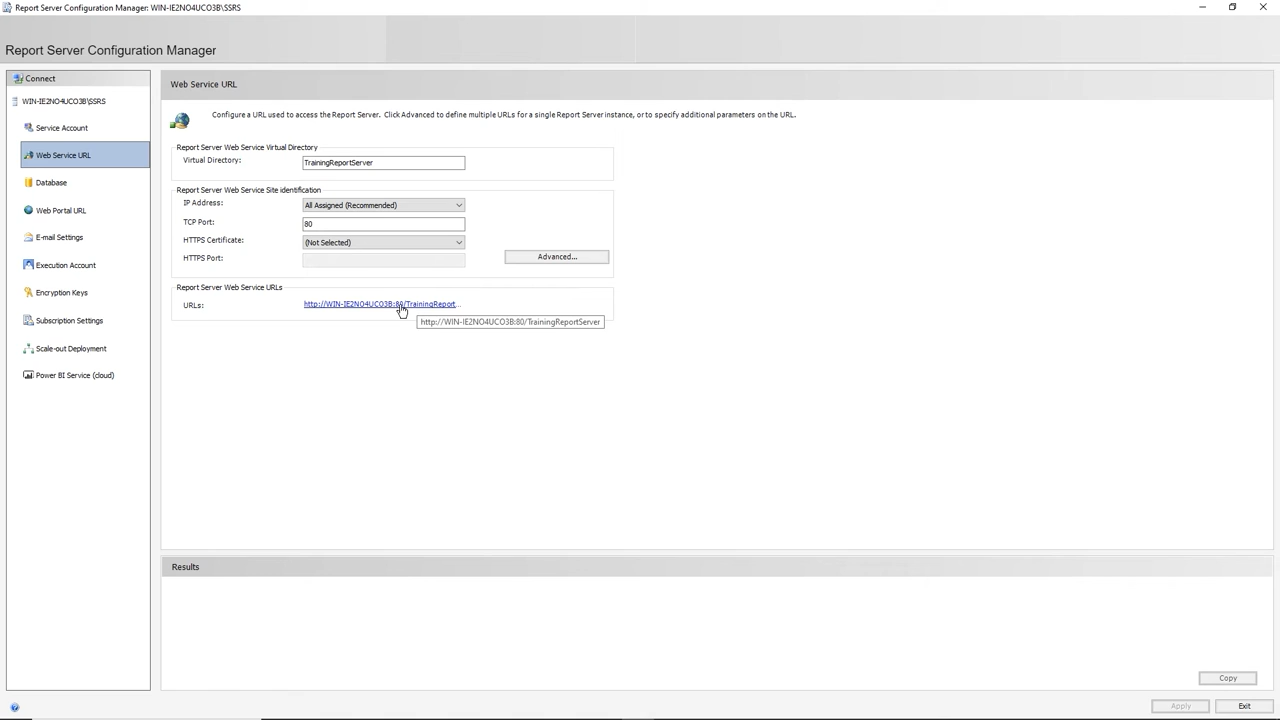 Report Server Configuration Manager: WIN-IE2NO4UCO3B\SSRS
Report Server Configuration Manager
Connect
WIN-IE2NO4UCO3B\SSRS
Service Account
Web Service URL
Database
Web Portal URL
E-mail Settings
Execution Account
Encryption Keys
Subscription Settings
Scale-out Deployment
Power BI Service (cloud)
Web Service URL
Configure a URL used to access the Report Server. Click Advanced to define multiple URLs for a single Report Server instance, or to specify additional parameters on the URL.
Report Server Web Service Virtual Directory
Virtual Directory: TrainingReportServer
Report Server Web Service Site identification
IP Address: All Assigned (Recommended)
TCP Port: 80
HTTPS Certificate: (Not Selected)
HTTPS Port:
Advanced...
Report Server Web Service URLs
URLs: http://WIN-IE2NO4UCO3B:80/TrainingReport...
http://WIN-IE2NO4UCO3B:80/TrainingReportServer
Results
Copy
Apply Exit